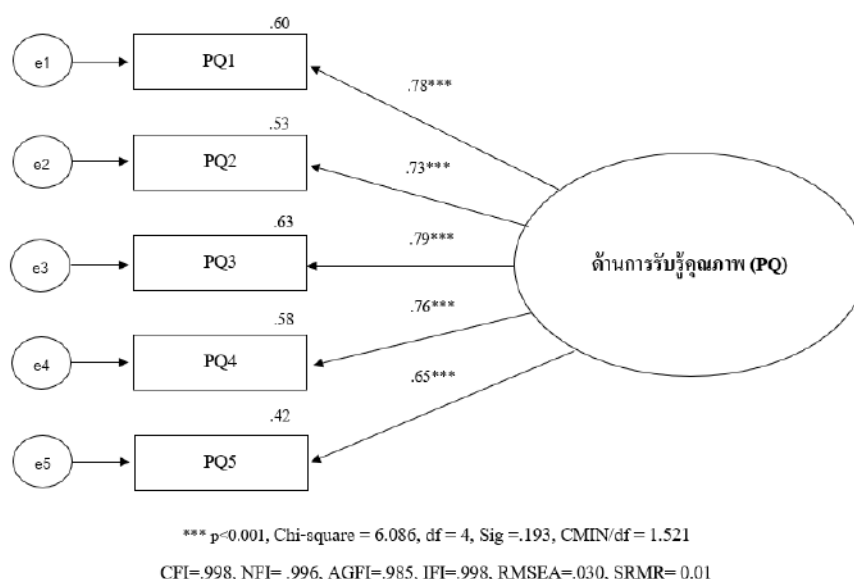 .60
e1 PQ1
.78***
.53
e2 PQ2
.73***
.63
e3 PQ3
.79***
ด้านการรับรู้คุณภาพ (PQ)
.58
e4 PQ4
.76***
.42
e5 PQ5
.65***
*** p<0.001, Chi-square = 6.086, df = 4, Sig =.193, CMIN/df = 1.521
CFI=.998, NFI= .996, AGFI=.985, IFI=.998, RMSEA=.030, SRMR= 0.01